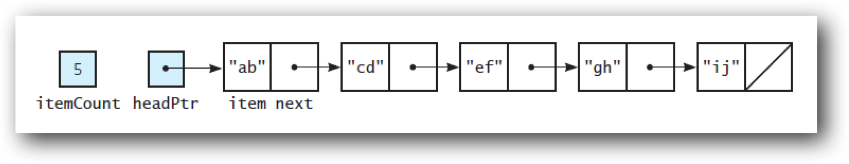 5 "ab" "cd" "ef" "gh" "ij"
itemCount headPtr item next